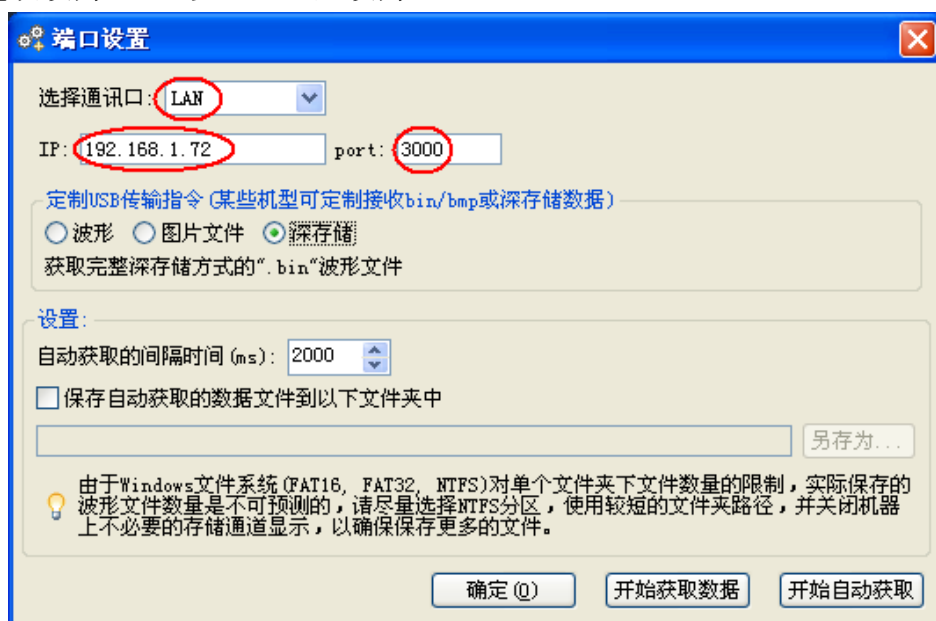 端口设置
选择通讯口: LAN
IP: 192.168.1.72 port: 3000
定制USB传输指令(某些机型可定制接收bin/bmp或深存储数据)
波形 图片文件 深存储
获取完整深存储方式的“.bin“波形文件
设置:
自动获取的间隔时间(ms): 2000
保存自动获取的数据文件到以下文件夹中
另存为...
由于Windows文件系统(FAT16, FAT32, NTFS)对单个文件夹下文件数量的限制，实际保存的
波形文件数量是不可预测的，请尽量选择NTFS分区，使用较短的文件夹路径，并关闭机器
上不必要的存储通道显示，以确保保存更多的文件。
确定(O) 开始获取数据 开始自动获取